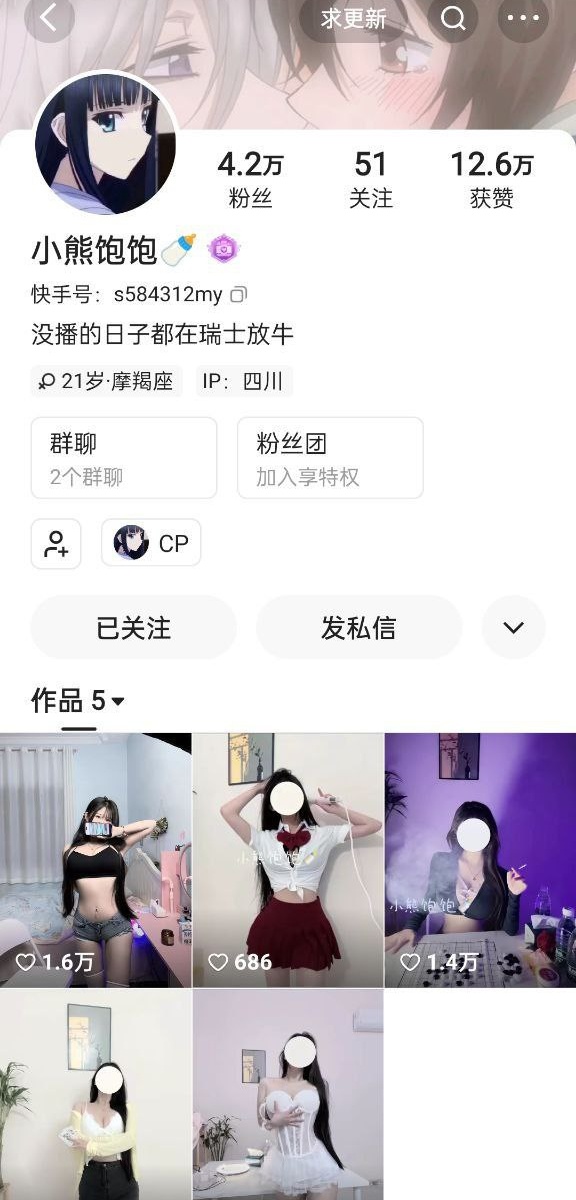 求更新
4.2万 51 12.6万
粉丝 关注 获赞
小熊饱饱🍼
快手号：s584312my
没播的日子都在瑞士放牛
21岁·摩羯座 IP：四川
群聊 粉丝团
2个群聊 加入享特权
CP
已关注 发私信
作品 5
小熊饱饱
小熊饱饱
1.6万 686 1.4万